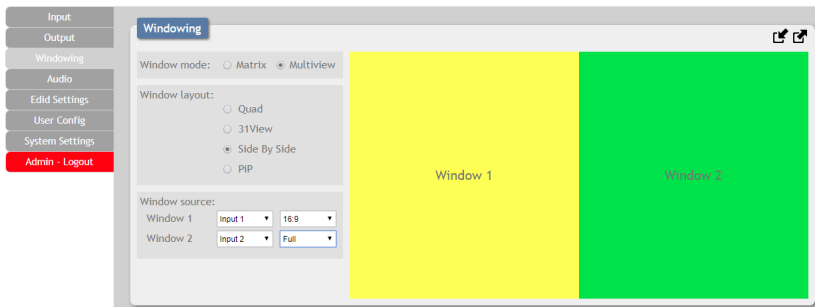 Input
Output
Windowing
Audio
Edid Settings
User Config
System Settings
Admin - Logout
Windowing
Window mode: Matrix Multiview
Window layout:
Quad
31View
Side By Side
PiP
Window source:
Window 1 Input 1 16:9
Window 2 Input 2 Full
Window 1
Window 2